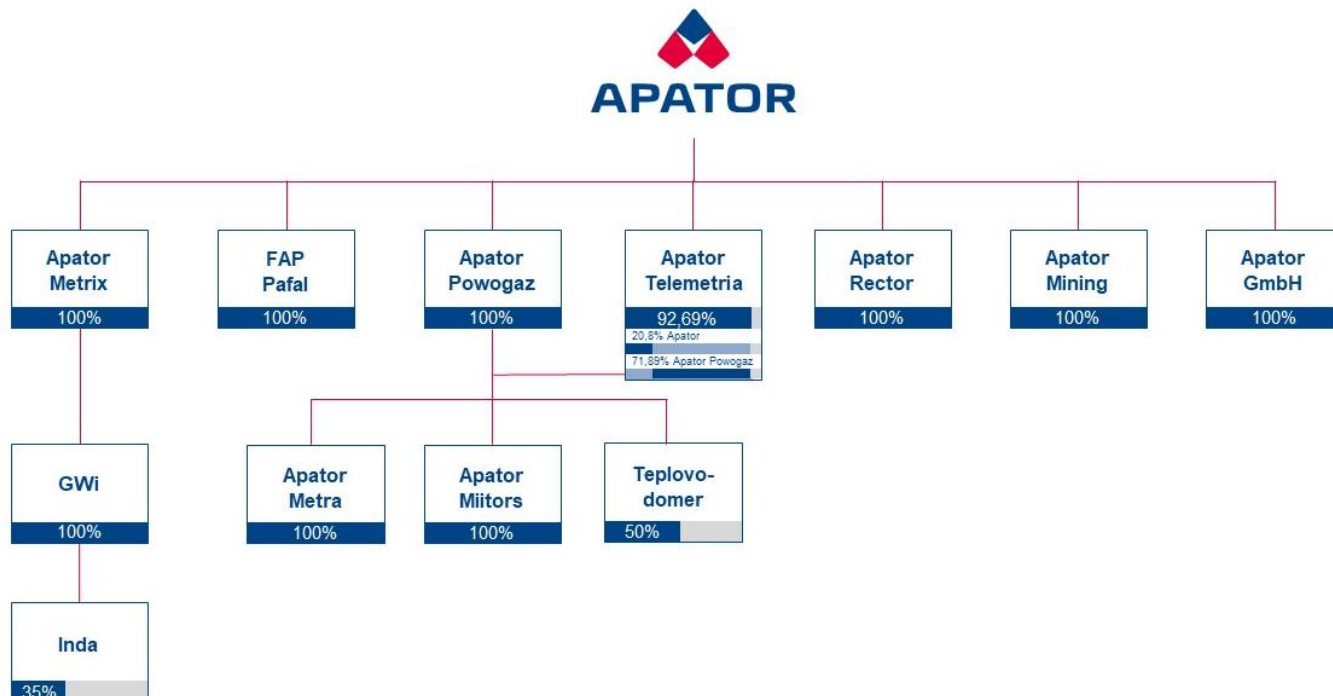 APATOR
Apator
Metrix
100%
FAP
Pafal
100%
Apator
Powogaz
100%
Apator
Telemetria
92,69%
20,8% Apator
71,89% Apator Powogaz
Apator
Rector
100%
Apator
Mining
100%
Apator
GmbH
100%
GWi
100%
Apator
Metra
100%
Apator
Miitors
100%
Teplovo-
domer
50%
Inda
35%